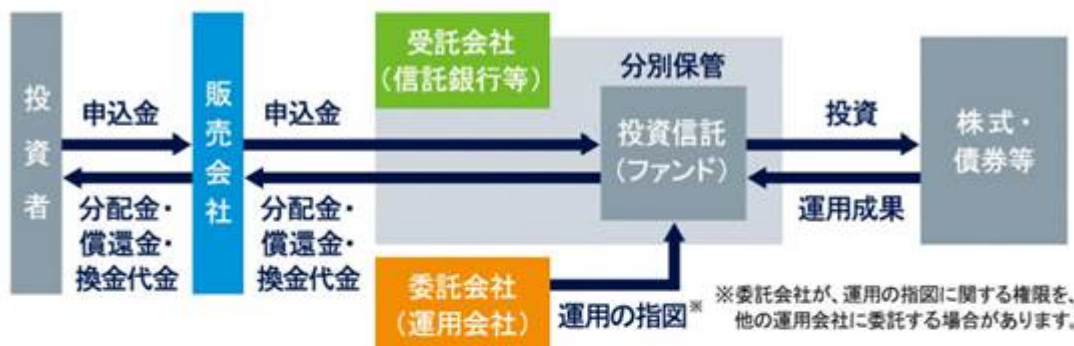 投資者
申込金
分配金・
償還金・
換金代金
販売会社
申込金
分配金・
償還金・
換金代金
受託会社
(信託銀行等)
分別保管
投資信託
(ファンド)
委託会社
(運用会社)
運用の指図※
投資
運用成果
株式・
債券等
※委託会社が、運用の指図に関する権限を、
他の運用会社に委託する場合があります。